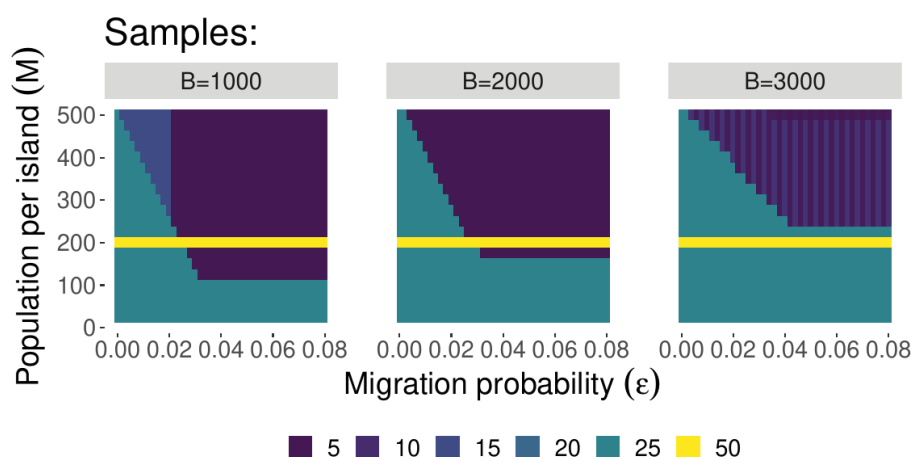 Samples:
B=1000 B=2000 B=3000
Population per island (M)
500
400
300
200
100
0
0.00 0.02 0.04 0.06 0.08 0.00 0.02 0.04 0.06 0.08 0.00 0.02 0.04 0.06 0.08
Migration probability (ε)
5 10 15 20 25 50